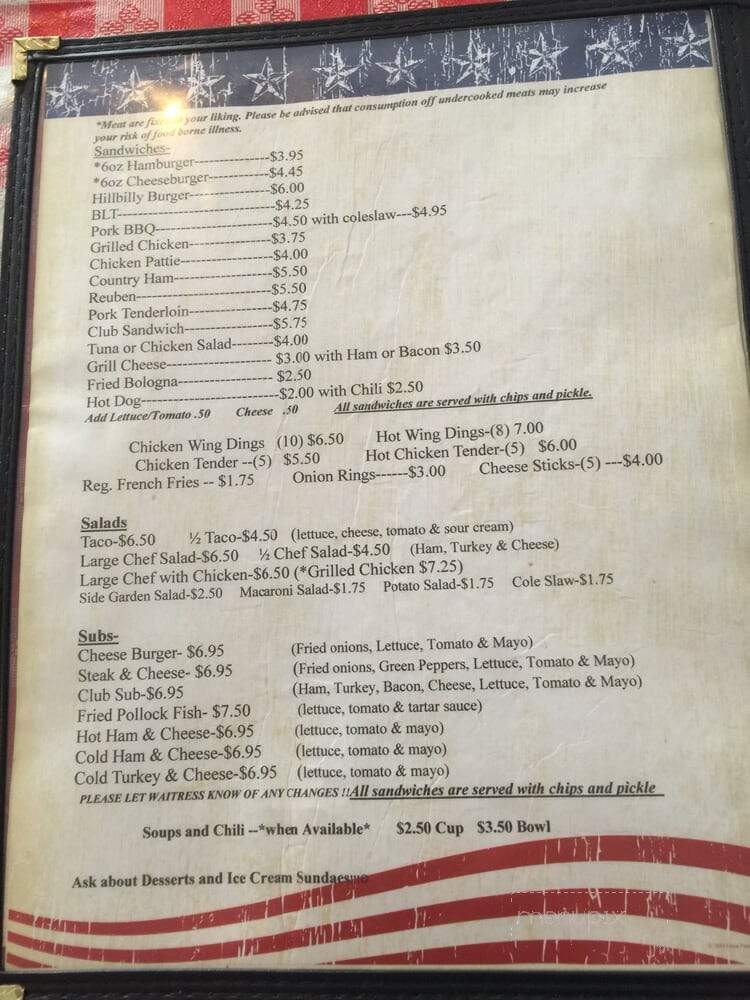 *Meat are fixed to your liking. Please be advised that consumption off undercooked meats may increase
your risk of food borne illness.
Sandwiches-
*6oz Hamburger---------------$3.95
*6oz Cheeseburger------------$4.45
Hillbilly Burger----------------$6.00
BLT-----------------------------$4.25
Pork BBQ----------------------$4.50 with coleslaw---$4.95
Grilled Chicken----------------$3.75
Chicken Pattie-----------------$4.00
Country Ham------------------$5.50
Reuben-------------------------$5.50
Pork Tenderloin---------------$4.75
Club Sandwich----------------$5.75
Tuna or Chicken Salad--------$4.00
Grill Cheese-------------------- $3.00 with Ham or Bacon $3.50
Fried Bologna------------------ $2.50
Hot Dog--------------------------$2.00 with Chili $2.50
Add Lettuce/Tomato .50 Cheese .50 All sandwiches are served with chips and pickle.
Chicken Wing Dings (10) $6.50 Hot Wing Dings-(8) 7.00
Chicken Tender --(5) $5.50 Hot Chicken Tender-(5) $6.00
Reg. French Fries -- $1.75 Onion Rings------$3.00 Cheese Sticks-(5) ---$4.00
Salads
Taco-$6.50 ½ Taco-$4.50 (lettuce, cheese, tomato & sour cream)
Large Chef Salad-$6.50 ½ Chef Salad-$4.50 (Ham, Turkey & Cheese)
Large Chef with Chicken-$6.50 (*Grilled Chicken $7.25)
Side Garden Salad-$2.50 Macaroni Salad-$1.75 Potato Salad-$1.75 Cole Slaw-$1.75
Subs-
Cheese Burger- $6.95 (Fried onions, Lettuce, Tomato & Mayo)
Steak & Cheese- $6.95 (Fried onions, Green Peppers, Lettuce, Tomato & Mayo)
Club Sub-$6.95 (Ham, Turkey, Bacon, Cheese, Lettuce, Tomato & Mayo)
Fried Pollock Fish- $7.50 (lettuce, tomato & tartar sauce)
Hot Ham & Cheese-$6.95 (lettuce, tomato & mayo)
Cold Ham & Cheese-$6.95 (lettuce, tomato & mayo)
Cold Turkey & Cheese-$6.95 (lettuce, tomato & mayo)
PLEASE LET WAITRESS KNOW OF ANY CHANGES !!All sandwiches are served with chips and pickle
Soups and Chili --*when Available* $2.50 Cup $3.50 Bowl
Ask about Desserts and Ice Cream Sundaes